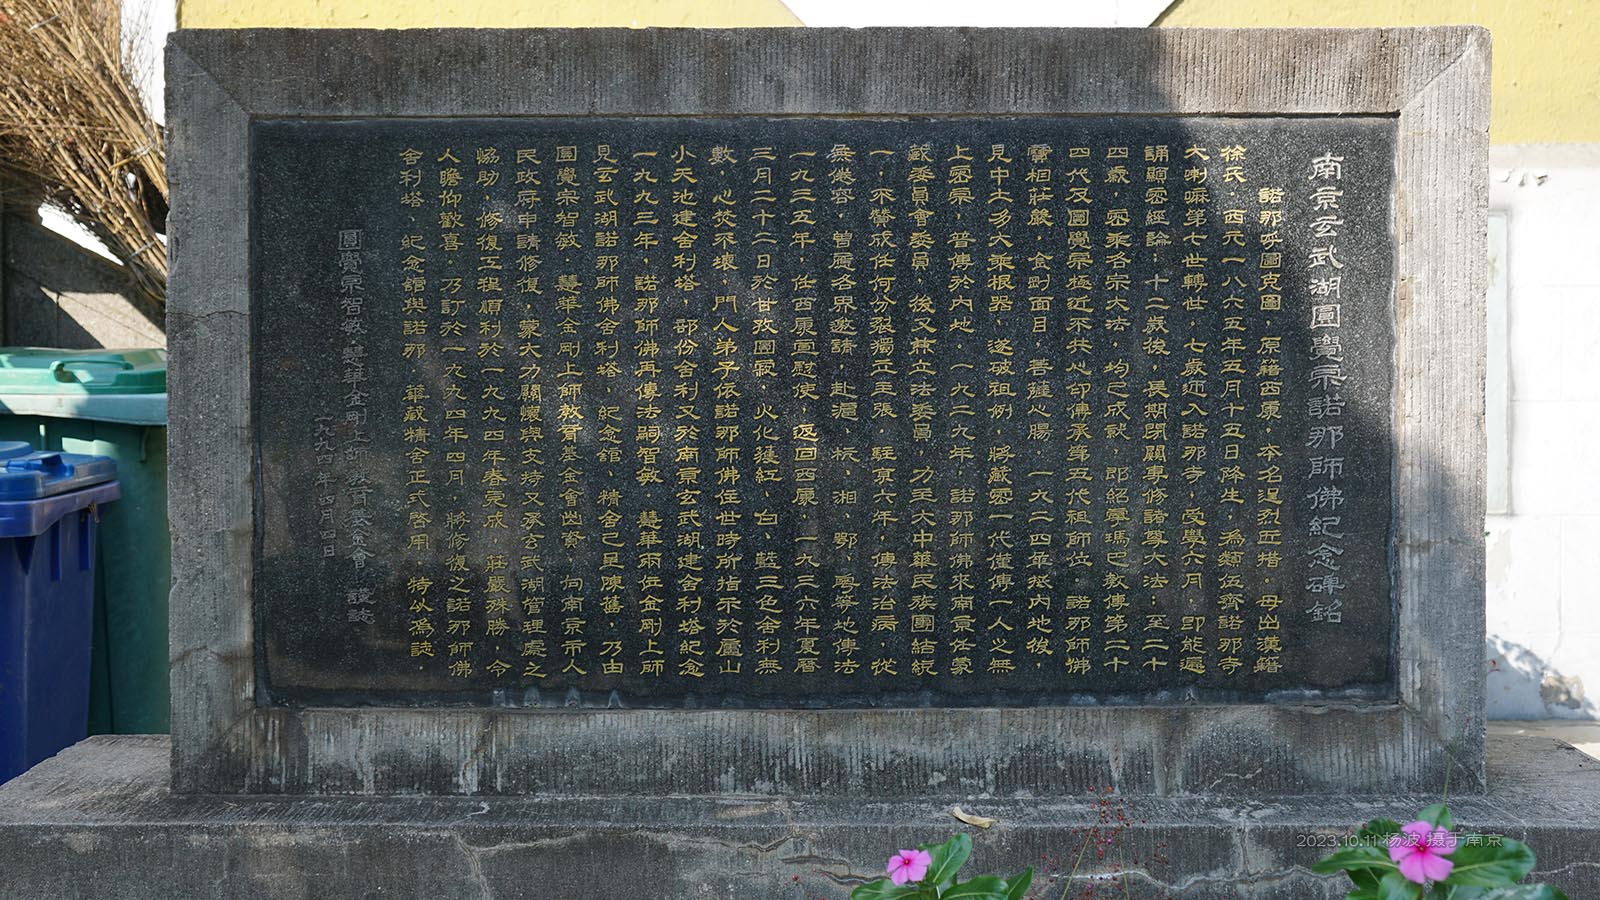 南京玄武湖圓覺宗諾那師佛紀念碑銘
諾那呼圖克圖，原籍西康，本名涅烈匝措，母出漢籍
徐氏，西元一八六五年五月十五日降生，為類伍齊諾那寺
大喇嘛第七世轉世，七歲迎入諾那寺，受學六月，即能遍
誦顯密經論；十二歲後，長期閉關專修諸尊大法；至二十
四歲，密乘各宗大法，均已成就，即紹寧瑪巴教傳第二十
四代及圓覺宗極近不共心印傳承第五代祖師位，諾那師佛
寶相莊嚴，金剛面目，菩薩心腸，一九二四年抵內地後，
見中土多大乘根器，遂破祖例，將藏密一代僅傳一人之無
上密宗，普傳於內地，一九二九年，諾那師佛來南京任蒙
藏委員會委員，後又兼立法委員，力主大中華民族團結統
一，不贊成任何分裂獨立主張，駐京六年，傳法治病，從
無倦容，曾應各界邀請，赴滬、杭、湘、鄂、粵等地傳法
一九三五年，任西康宣慰使，返回西康，一九三六年夏曆
三月二十二日於甘孜圓寂，火化獲紅、白、藍三色舍利無
數，心焚不壞，門人弟子依諾那師佛住世時所指示於廬山
小天池建舍利塔，部份舍利又於南京玄武湖建舍利塔紀念
一九九三年，諾那師佛再傳法嗣智敏、慧華兩位金剛上師
見玄武湖諾那師佛舍利塔，紀念館，精舍已呈陳舊，乃由
圓覺宗智敏、慧華金剛上師教育基金會出資，向南京市人
民政府申請修復，蒙大力關懷與支持又承玄武湖管理處之
協助，修復工程順利於一九九四年春完成，莊嚴殊勝，令
人瞻仰歡喜，乃訂於一九九四年四月，將修復之諾那師佛
舍利塔、紀念館與諾那、華藏精舍正式啓用，特以為誌，
圓覺宗智敏、慧華金剛上師教育基金會 謹誌
一九九四年四月四日
2023.10.11 杨波 摄于南京